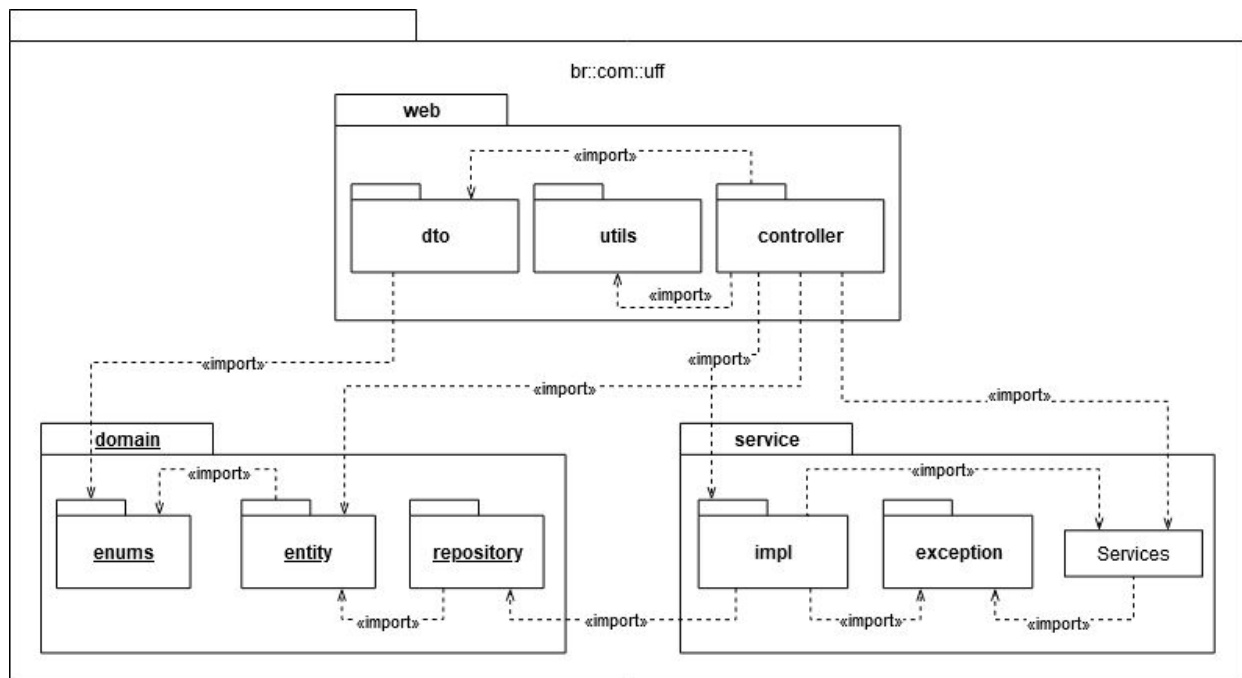 br::com::uff
web
«import»
dto
utils
controller
«import»
«import»
«import»
«import»
«import»
domain
service
«import»
«import»
enums
entity
repository
impl
exception
Services
«import»
«import»
«import»
«import»